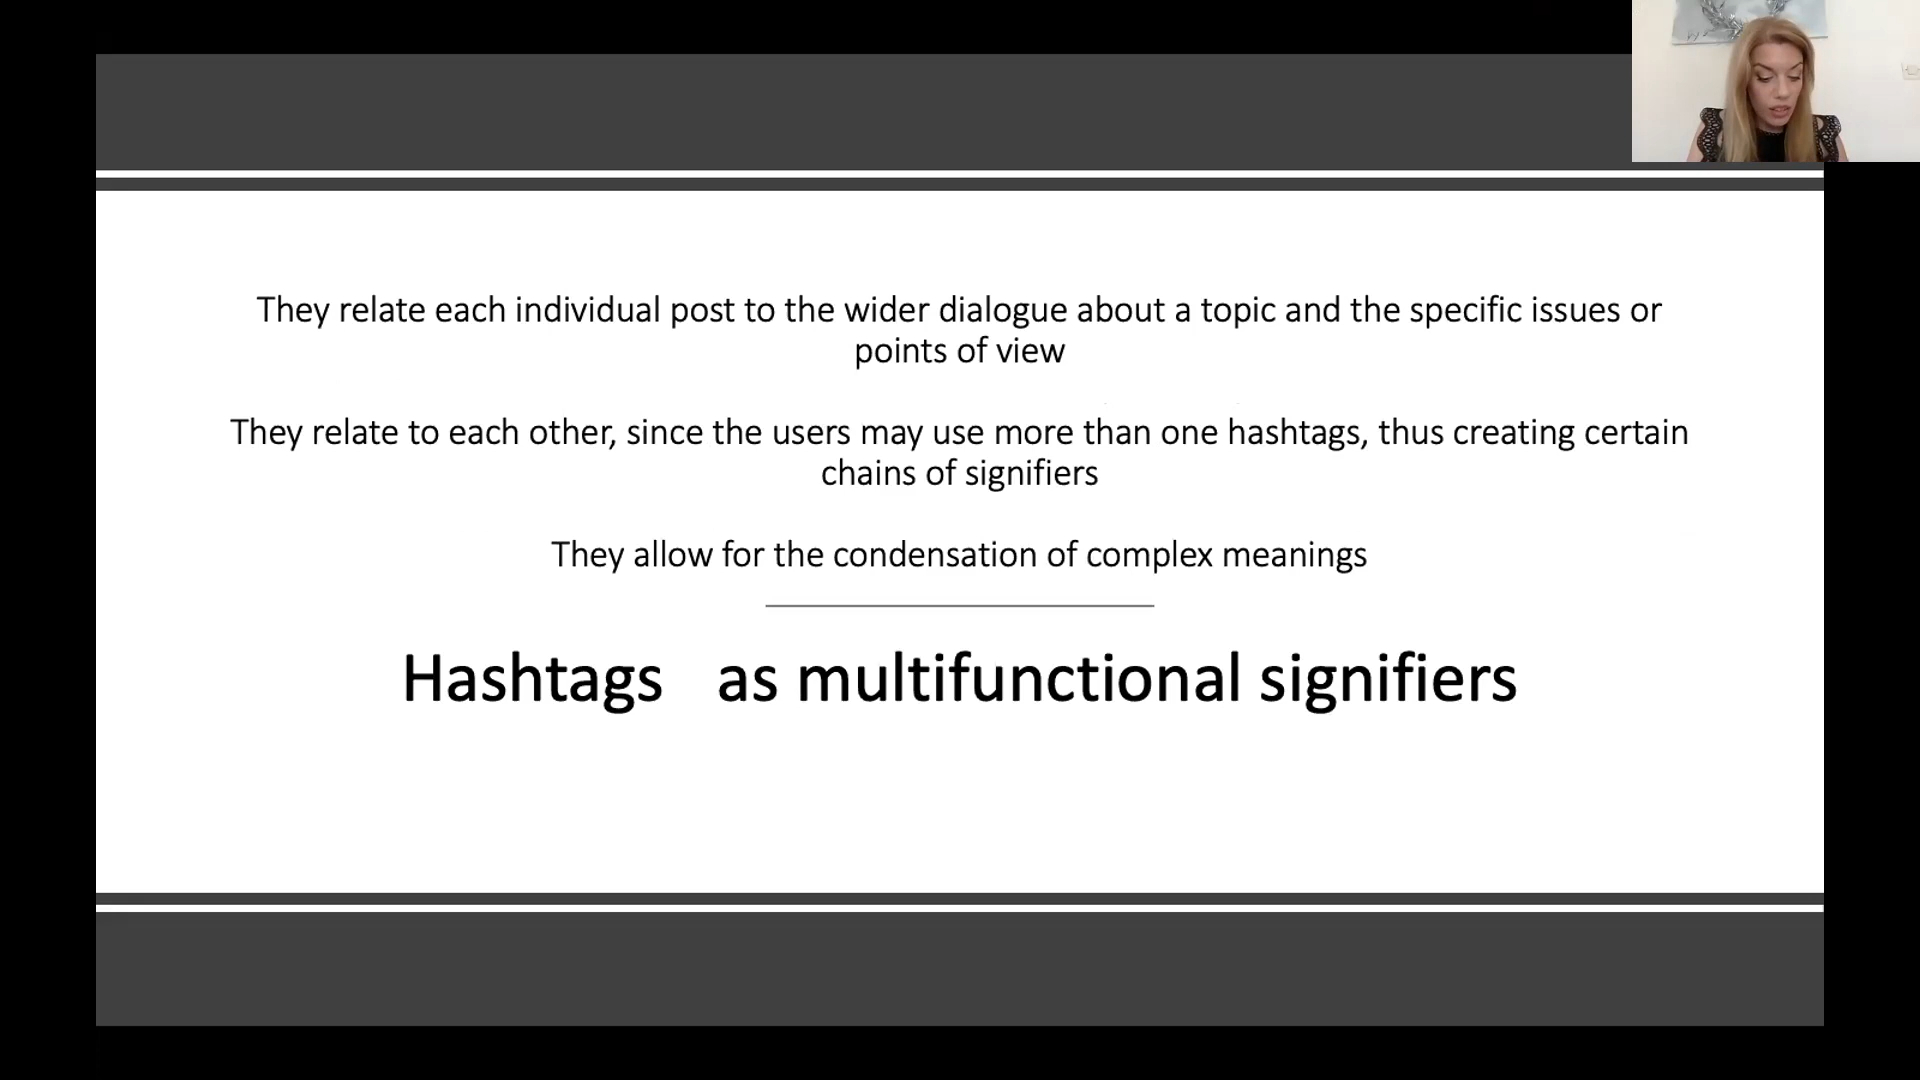 They relate each individual post to the wider dialogue about a topic and the specific issues or
points of view
They relate to each other, since the users may use more than one hashtags, thus creating certain
chains of signifiers
They allow for the condensation of complex meanings
Hashtags as multifunctional signifiers